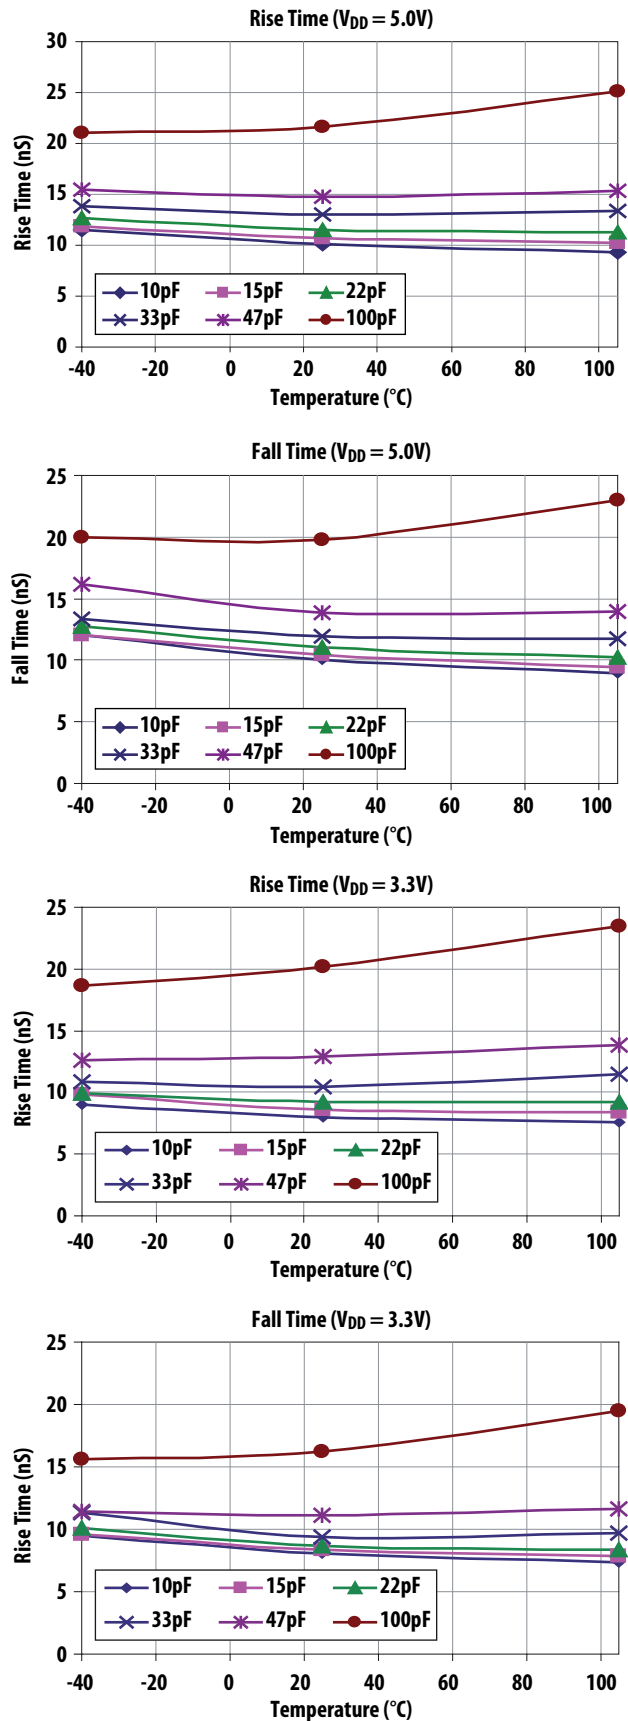 Rise Time (VDD = 5.0V)
30
25
20
15
10
5
0
Rise Time (nS)
10pF 15pF 22pF
33pF 47pF 100pF
-40 -20 0 20 40 60 80 100
Temperature (°C)
Fall Time (VDD = 5.0V)
25
20
15
10
5
0
Fall Time (nS)
10pF 15pF 22pF
33pF 47pF 100pF
-40 -20 0 20 40 60 80 100
Temperature (°C)
Rise Time (VDD = 3.3V)
25
20
15
10
5
0
Rise Time (nS)
10pF 15pF 22pF
33pF 47pF 100pF
-40 -20 0 20 40 60 80 100
Temperature (°C)
Fall Time (VDD = 3.3V)
25
20
15
10
5
0
Rise Time (nS)
10pF 15pF 22pF
33pF 47pF 100pF
-40 -20 0 20 40 60 80 100
Temperature (°C)